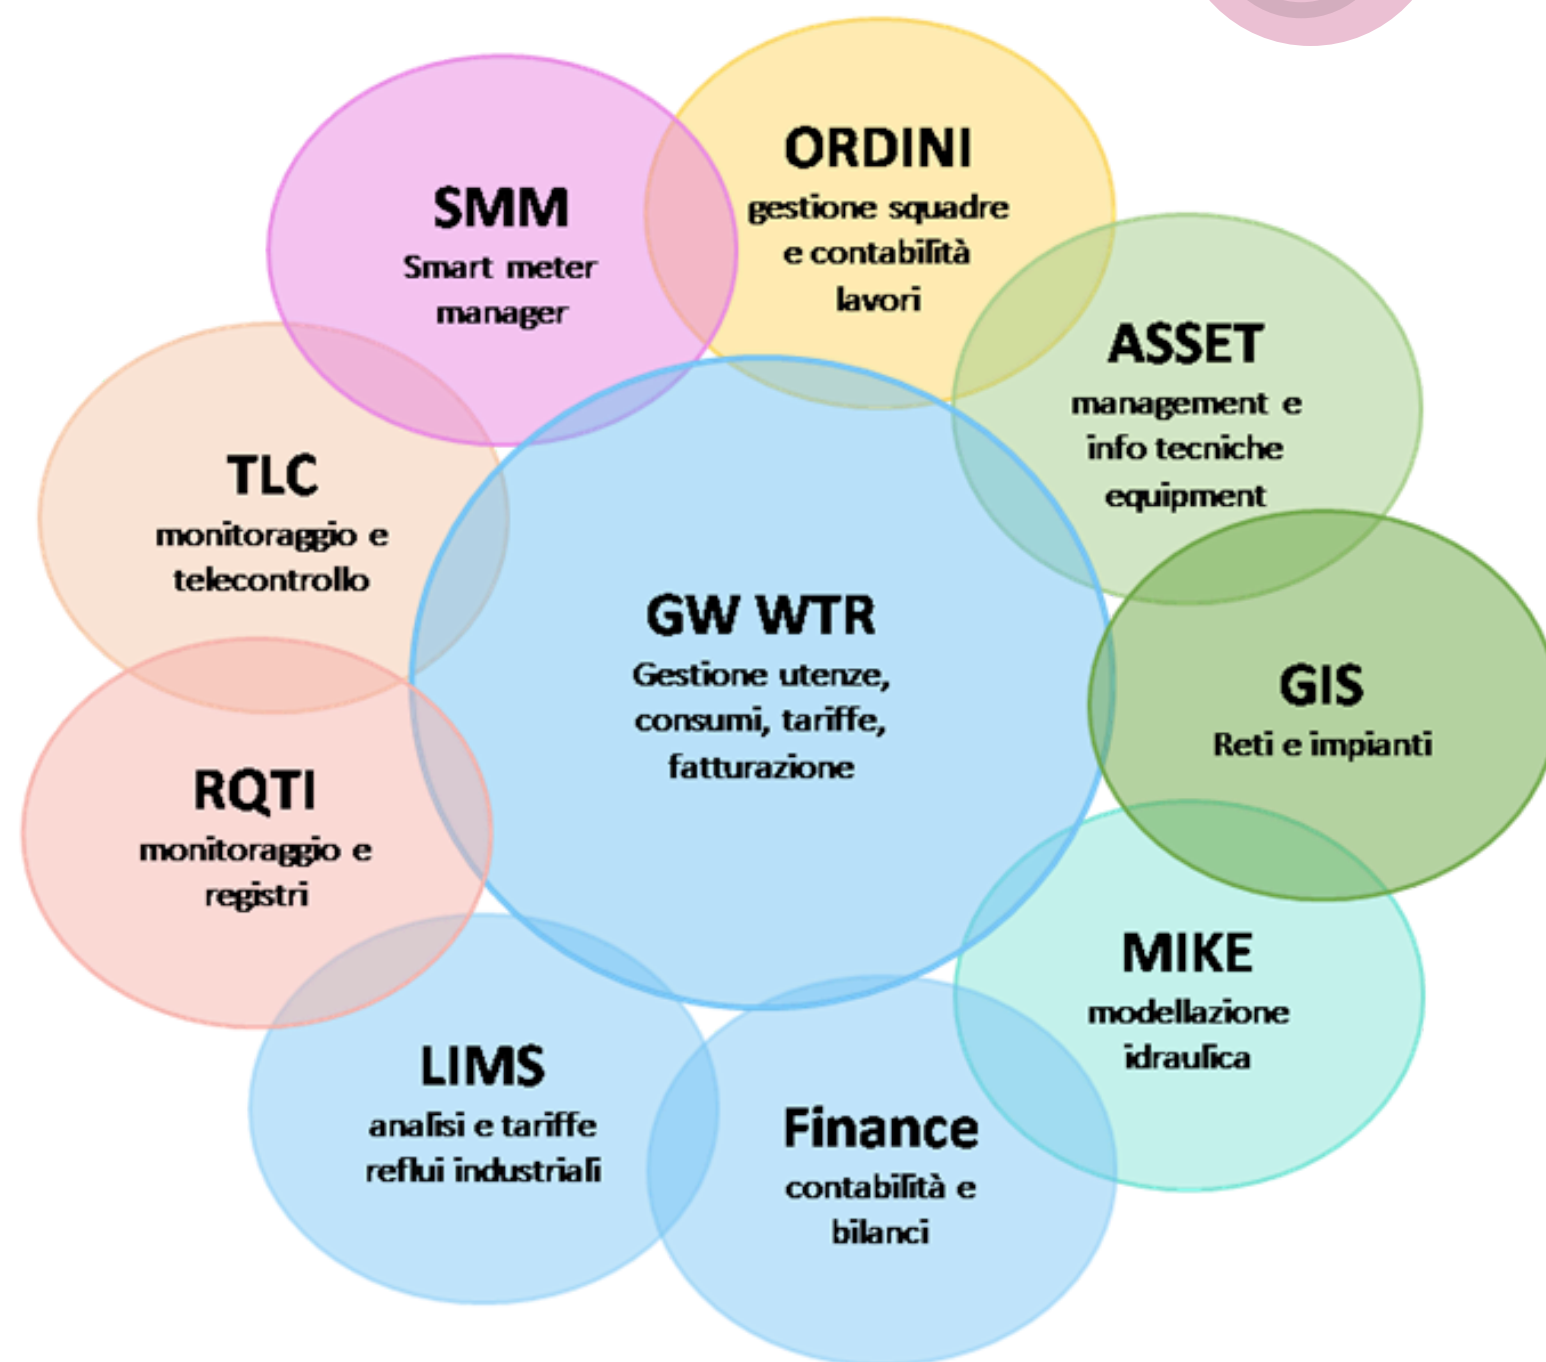 ORDINI
gestione squadre
e contabilità
lavori
SMM
Smart meter
manager
ASSET
management e
info tecniche
equipment
TLC
monitoraggio e
telecontrollo
GW WTR
Gestione utenze,
consumi, tariffe,
fatturazione
GIS
Reti e impianti
RQTI
monitoraggio e
registri
MIKE
modellazione
idraulica
LIMS
analisi e tariffe
reflui industriali
Finance
contabilità e
bilanci